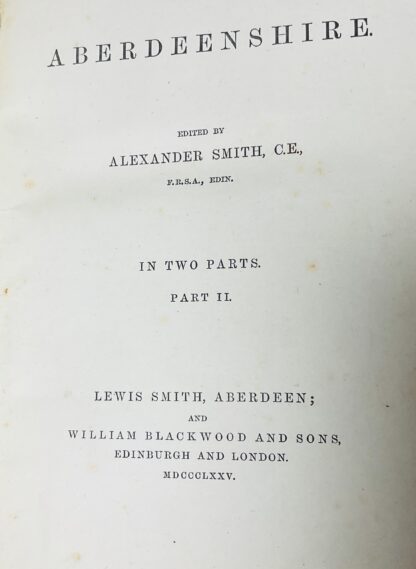 ABERDEENSHIRE.
EDITED BY
ALEXANDER SMITH, C.E.,
F.R.S.A., EDIN.
IN TWO PARTS.
PART II.
LEWIS SMITH, ABERDEEN;
AND
WILLIAM BLACKWOOD AND SONS,
EDINBURGH AND LONDON.
MDCCCLXXV.